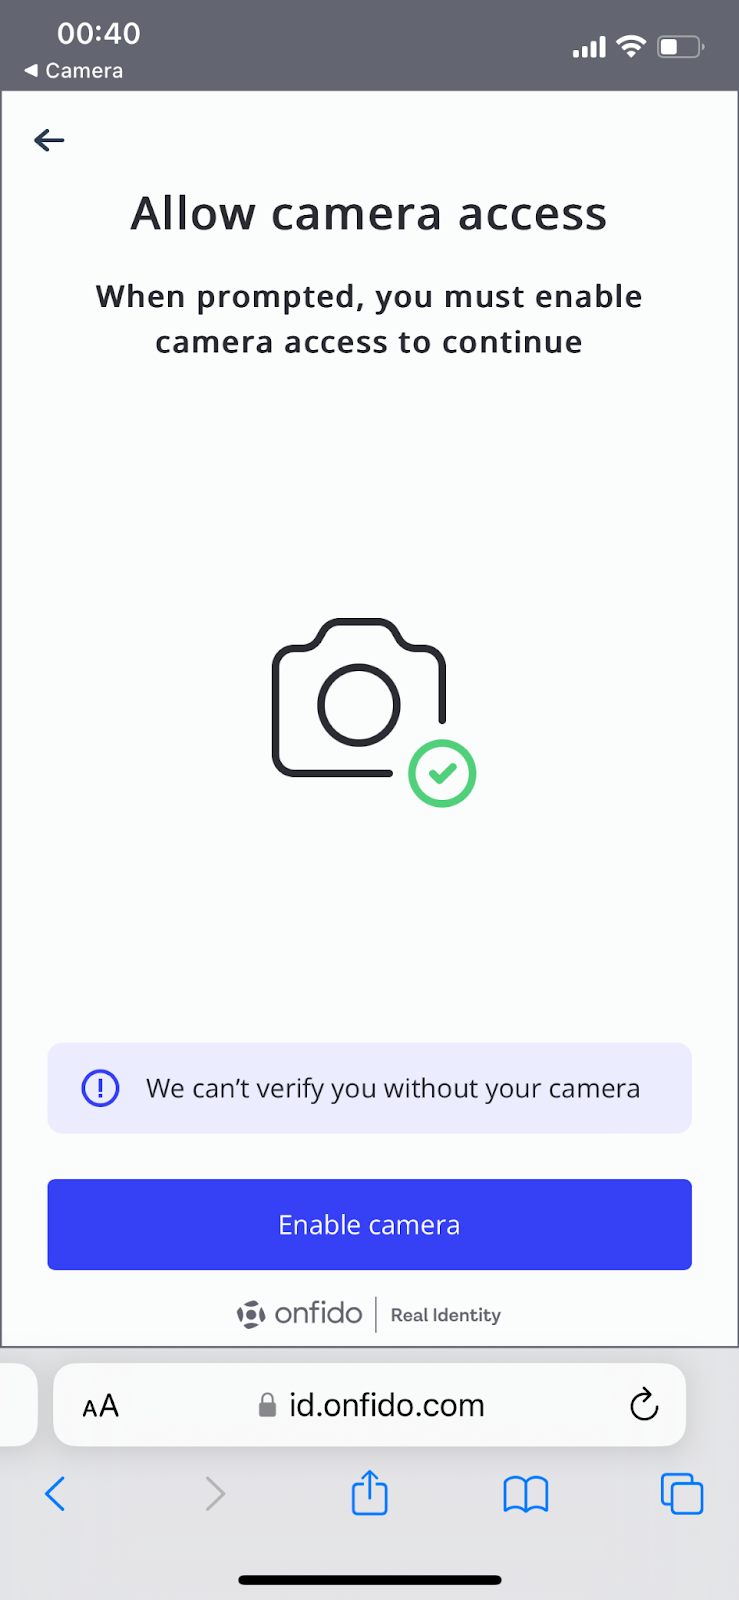 00:40
◀ Camera
Allow camera access
When prompted, you must enable
camera access to continue
We can’t verify you without your camera
Enable camera
onfido | Real Identity
AA id.onfido.com